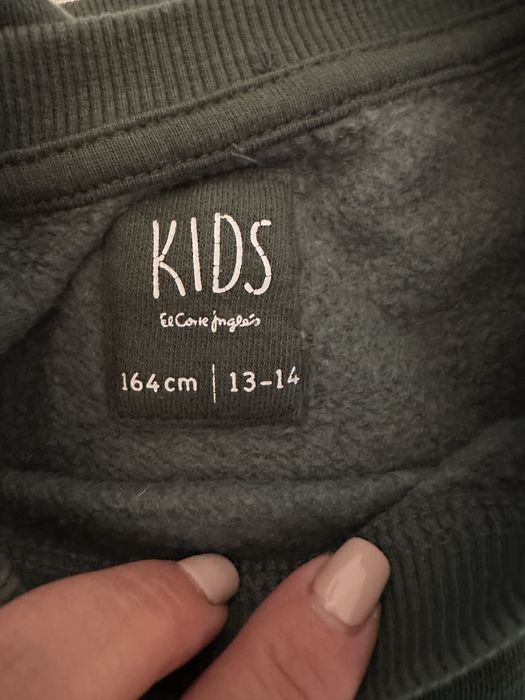 KIDS
El Corte Inglés
164cm | 13-14